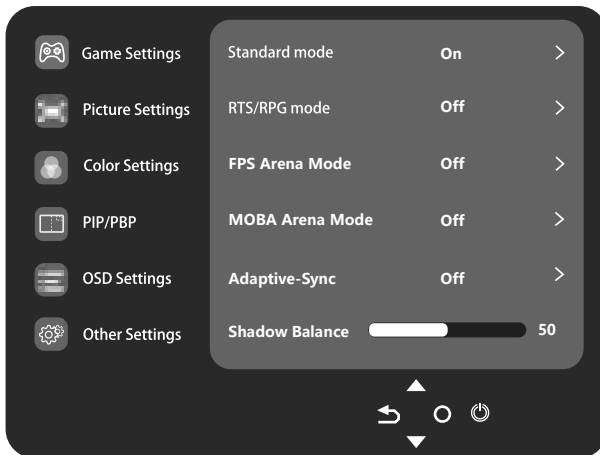 Game Settings
Picture Settings
Color Settings
PIP/PBP
OSD Settings
Other Settings
Standard mode On
RTS/RPG mode Off
FPS Arena Mode Off
MOBA Arena Mode Off
Adaptive-Sync Off
Shadow Balance 50